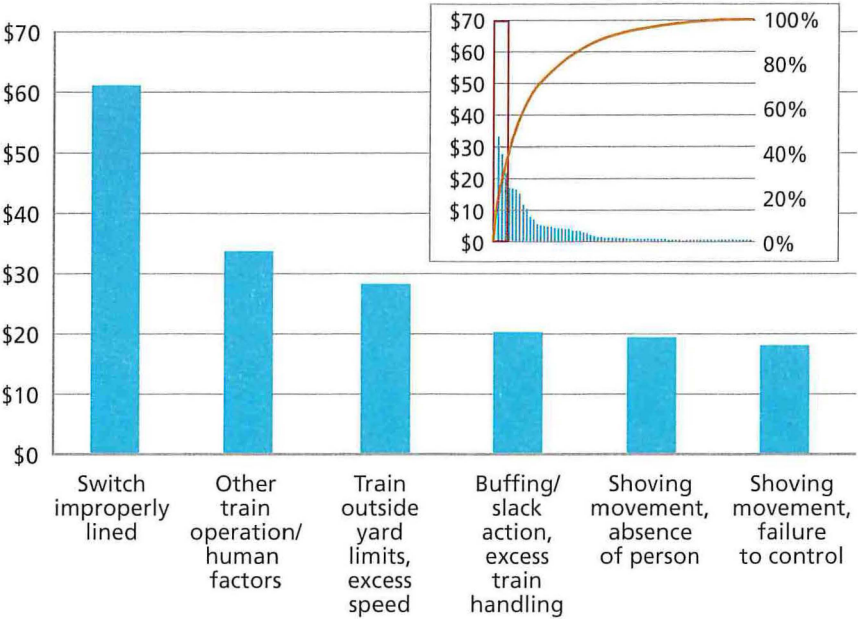 $70
$60
$50
$40
$30
$20
$10
$0
$70
$60
$50
$40
$30
$20
$10
$0
100%
80%
60%
40%
20%
0%
Switch
improperly
lined
Other
train
operation/
human
factors
Train
outside
yard
limits,
excess
speed
Buffing/
slack
action,
excess
train
handling
Shoving
movement,
absence
of person
Shoving
movement,
failure
to control